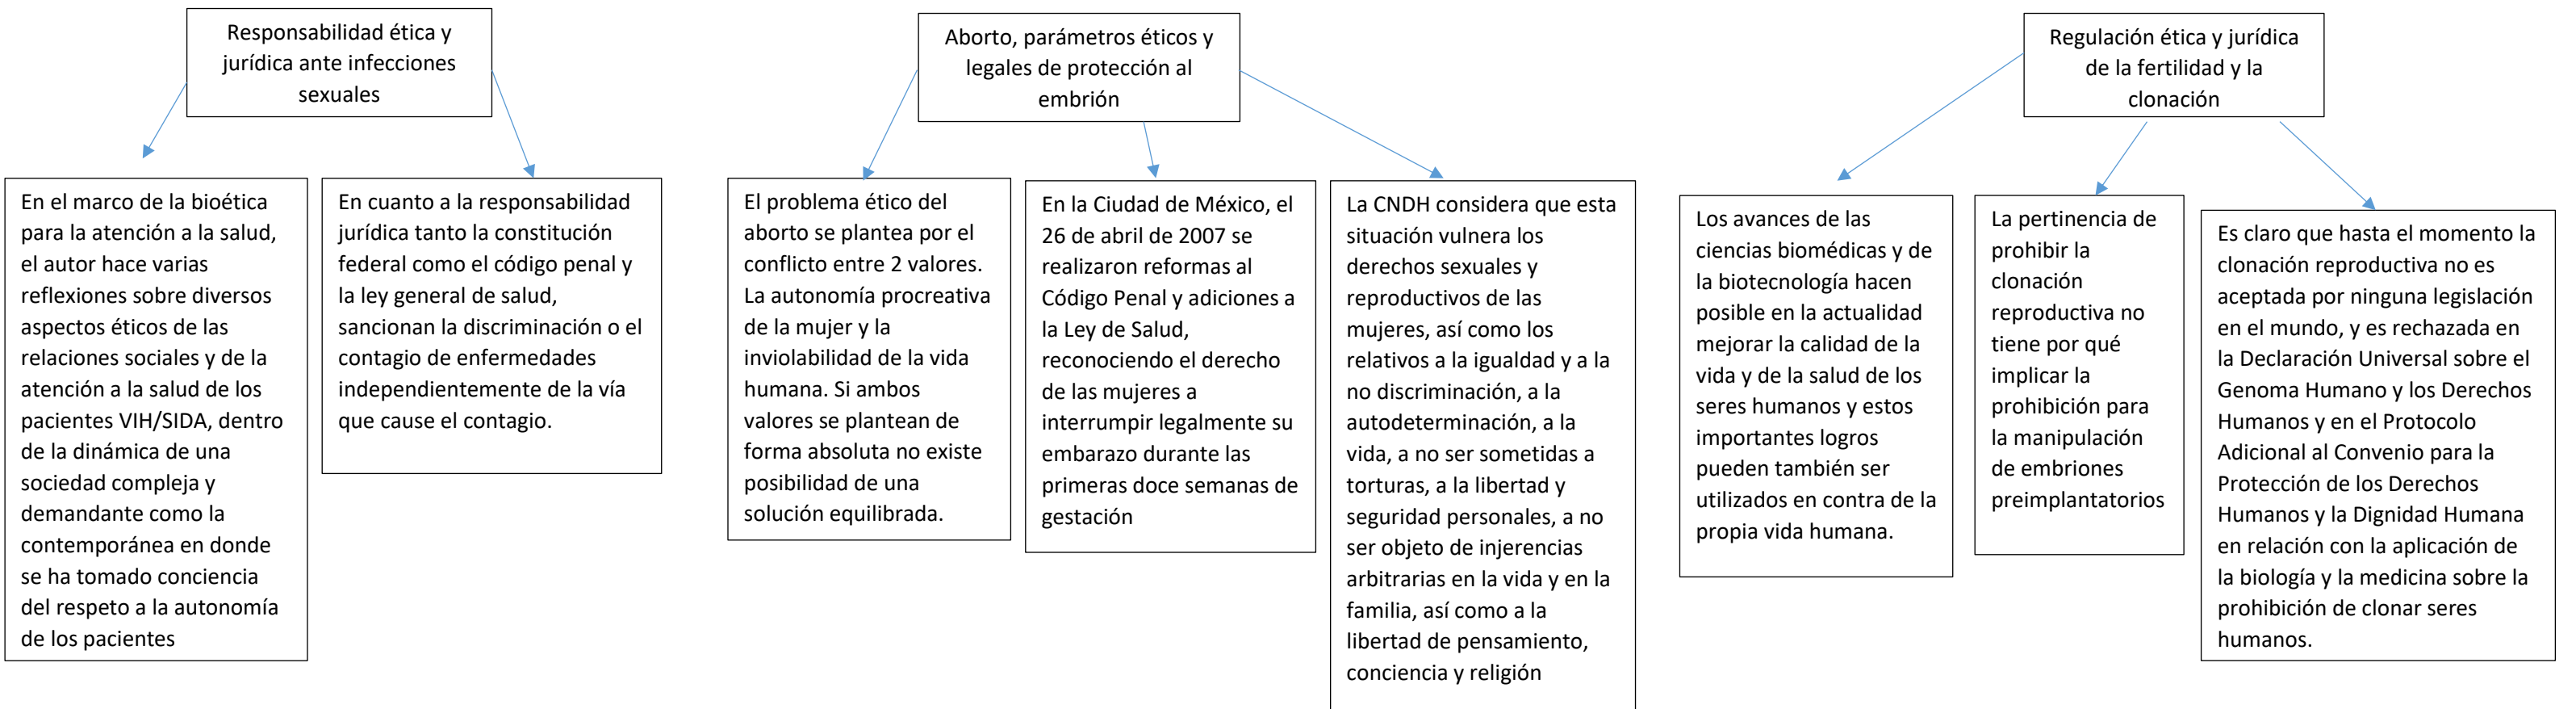 Responsabilidad ética y
jurídica ante infecciones
sexuales
En el marco de la bioética
para la atención a la salud,
el autor hace varias
reflexiones sobre diversos
aspectos éticos de las
relaciones sociales y de la
atención a la salud de los
pacientes VIH/SIDA, dentro
de la dinámica de una
sociedad compleja y
demandante como la
contemporánea en donde
se ha tomado conciencia
del respeto a la autonomía
de los pacientes
En cuanto a la responsabilidad
jurídica tanto la constitución
federal como el código penal y
la ley general de salud,
sancionan la discriminación o el
contagio de enfermedades
independientemente de la vía
que cause el contagio.
Aborto, parámetros éticos y
legales de protección al
embrión
El problema ético del
aborto se plantea por el
conflicto entre 2 valores.
La autonomía procreativa
de la mujer y la
inviolabilidad de la vida
humana. Si ambos
valores se plantean de
forma absoluta no existe
posibilidad de una
solución equilibrada.
En la Ciudad de México, el
26 de abril de 2007 se
realizaron reformas al
Código Penal y adiciones a
la Ley de Salud,
reconociendo el derecho
de las mujeres a
interrumpir legalmente su
embarazo durante las
primeras doce semanas de
gestación
La CNDH considera que esta
situación vulnera los
derechos sexuales y
reproductivos de las
mujeres, así como los
relativos a la igualdad y a la
no discriminación, a la
autodeterminación, a la
vida, a no ser sometidas a
torturas, a la libertad y
seguridad personales, a no
ser objeto de injerencias
arbitrarias en la vida y en la
familia, así como a la
libertad de pensamiento,
conciencia y religión
Regulación ética y jurídica
de la fertilidad y la
clonación
Los avances de las
ciencias biomédicas y de
la biotecnología hacen
posible en la actualidad
mejorar la calidad de la
vida y de la salud de los
seres humanos y estos
importantes logros
pueden también ser
utilizados en contra de la
propia vida humana.
La pertinencia de
prohibir la
clonación
reproductiva no
tiene por qué
implicar la
prohibición para
la manipulación
de embriones
preimplantatorios
Es claro que hasta el momento la
clonación reproductiva no es
aceptada por ninguna legislación
en el mundo, y es rechazada en
la Declaración Universal sobre el
Genoma Humano y los Derechos
Humanos y en el Protocolo
Adicional al Convenio para la
Protección de los Derechos
Humanos y la Dignidad Humana
en relación con la aplicación de
la biología y la medicina sobre la
prohibición de clonar seres
humanos.